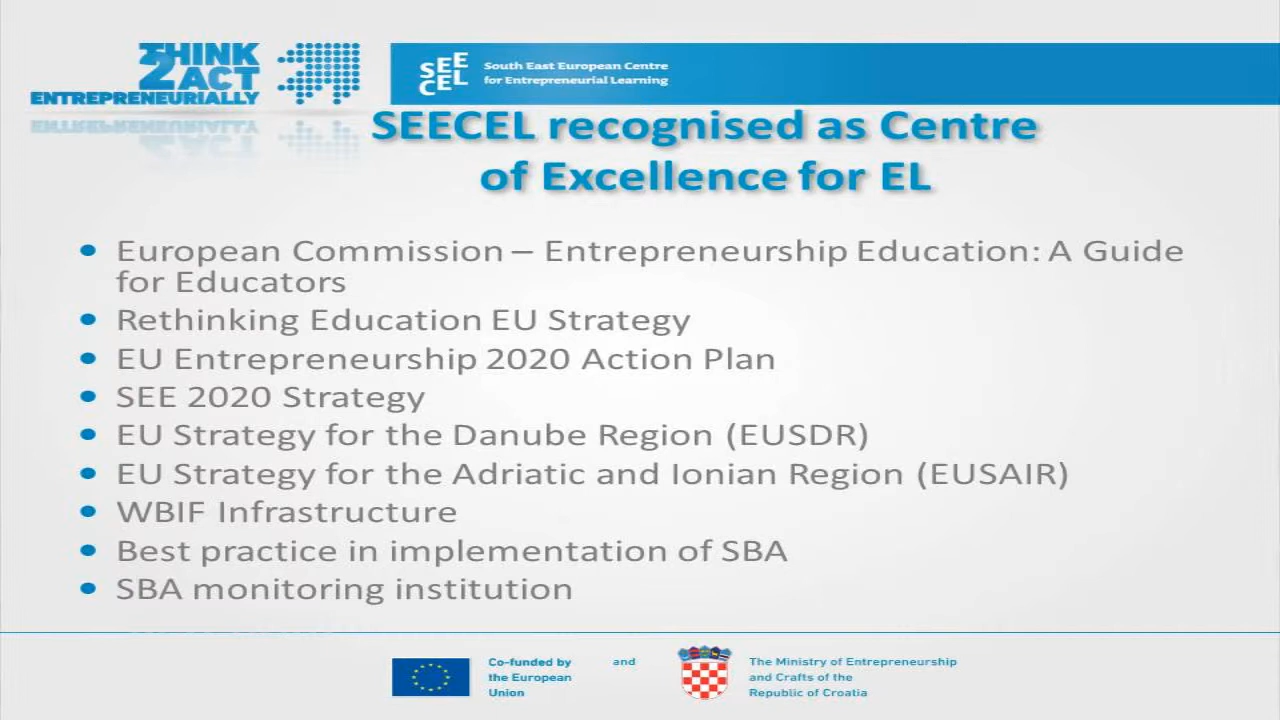 THINK
2ACT
ENTREPRENEURIALLY
SEE
CEL
South East European Centre
for Entrepreneurial Learning
SEECEL recognised as Centre
of Excellence for EL
• European Commission – Entrepreneurship Education: A Guide
for Educators
• Rethinking Education EU Strategy
• EU Entrepreneurship 2020 Action Plan
• SEE 2020 Strategy
• EU Strategy for the Danube Region (EUSDR)
• EU Strategy for the Adriatic and Ionian Region (EUSAIR)
• WBIF Infrastructure
• Best practice in implementation of SBA
• SBA monitoring institution
Co-funded by
the European
Union
and
The Ministry of Entrepreneurship
and Crafts of the
Republic of Croatia